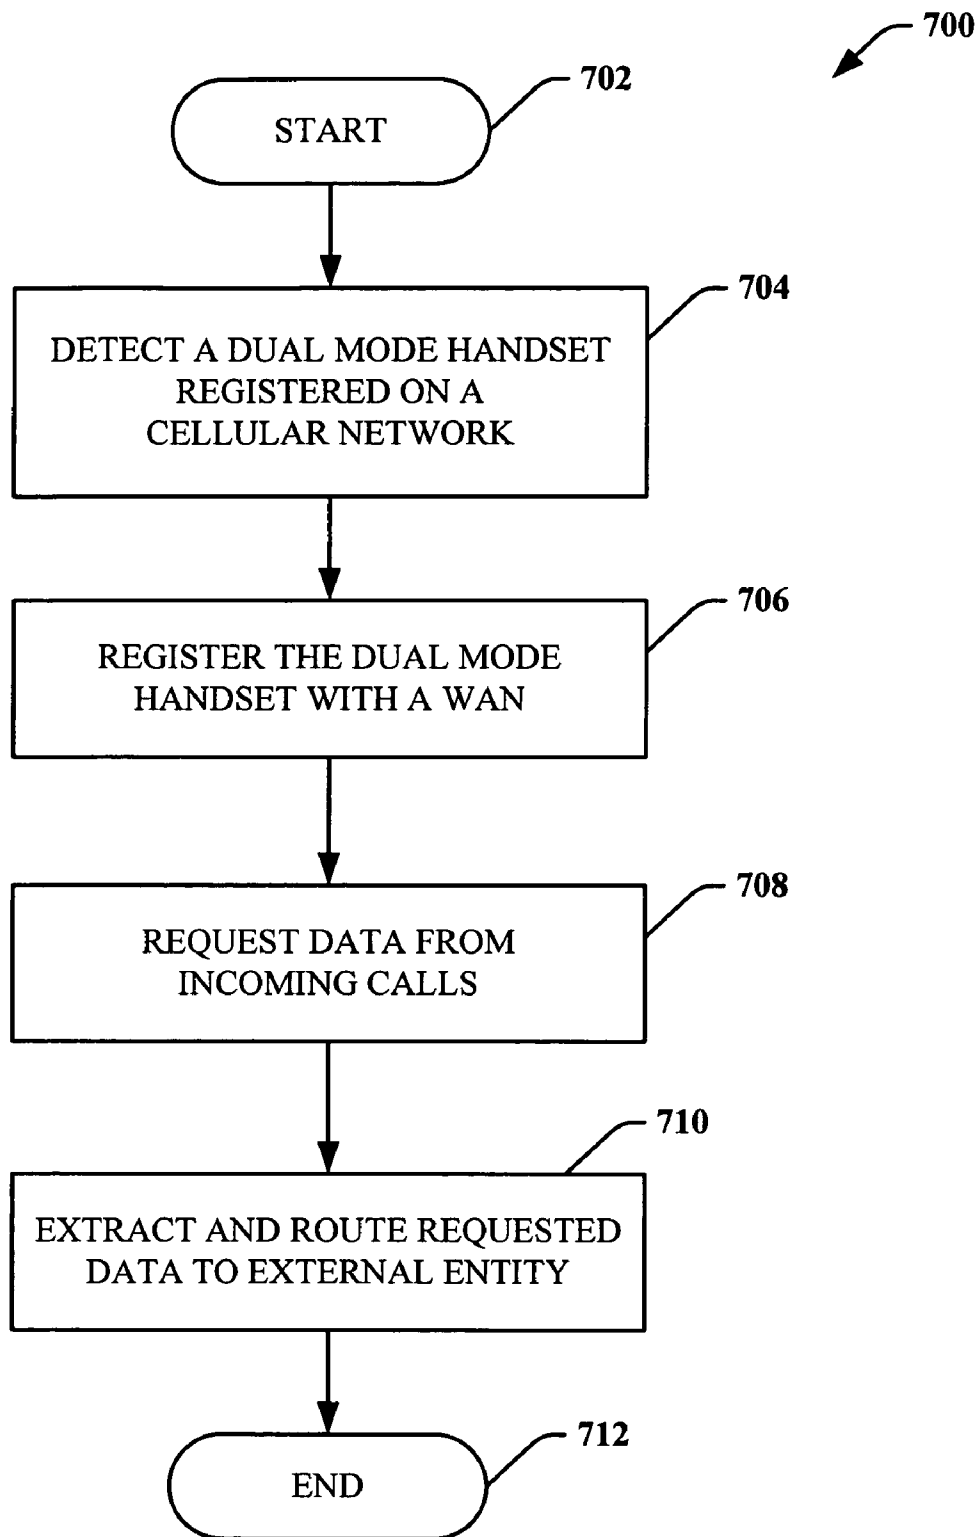 700
702
START
704
DETECT A DUAL MODE HANDSET
REGISTERED ON A
CELLULAR NETWORK
706
REGISTER THE DUAL MODE
HANDSET WITH A WAN
708
REQUEST DATA FROM
INCOMING CALLS
710
EXTRACT AND ROUTE REQUESTED
DATA TO EXTERNAL ENTITY
712
END